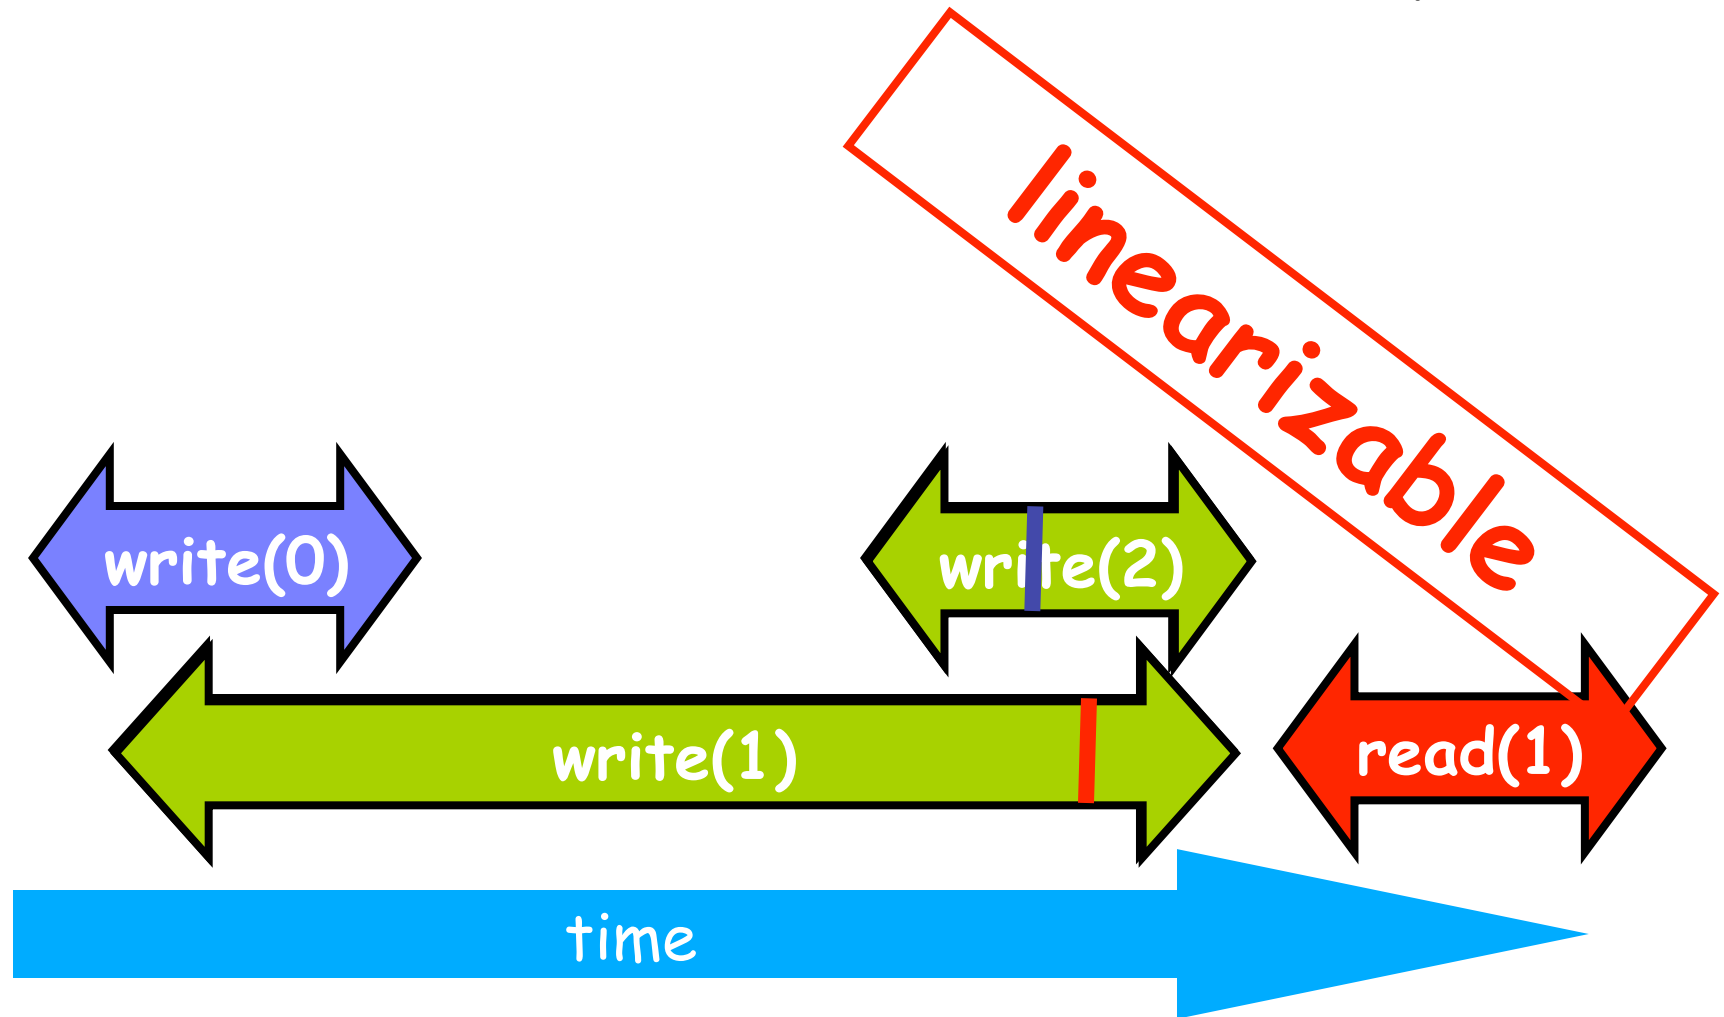 linearizable
write(0)
write(2)
write(1)
read(1)
time